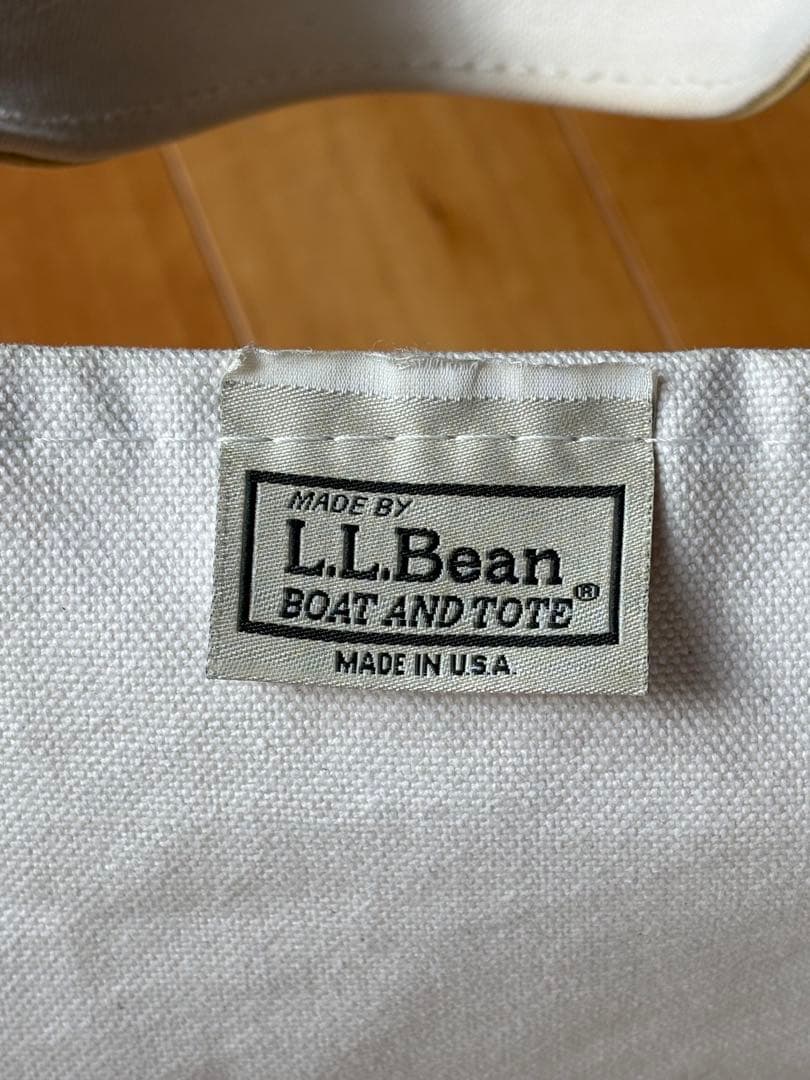 MADE BY
L.L.Bean
BOAT AND TOTE®
MADE IN U.S.A.